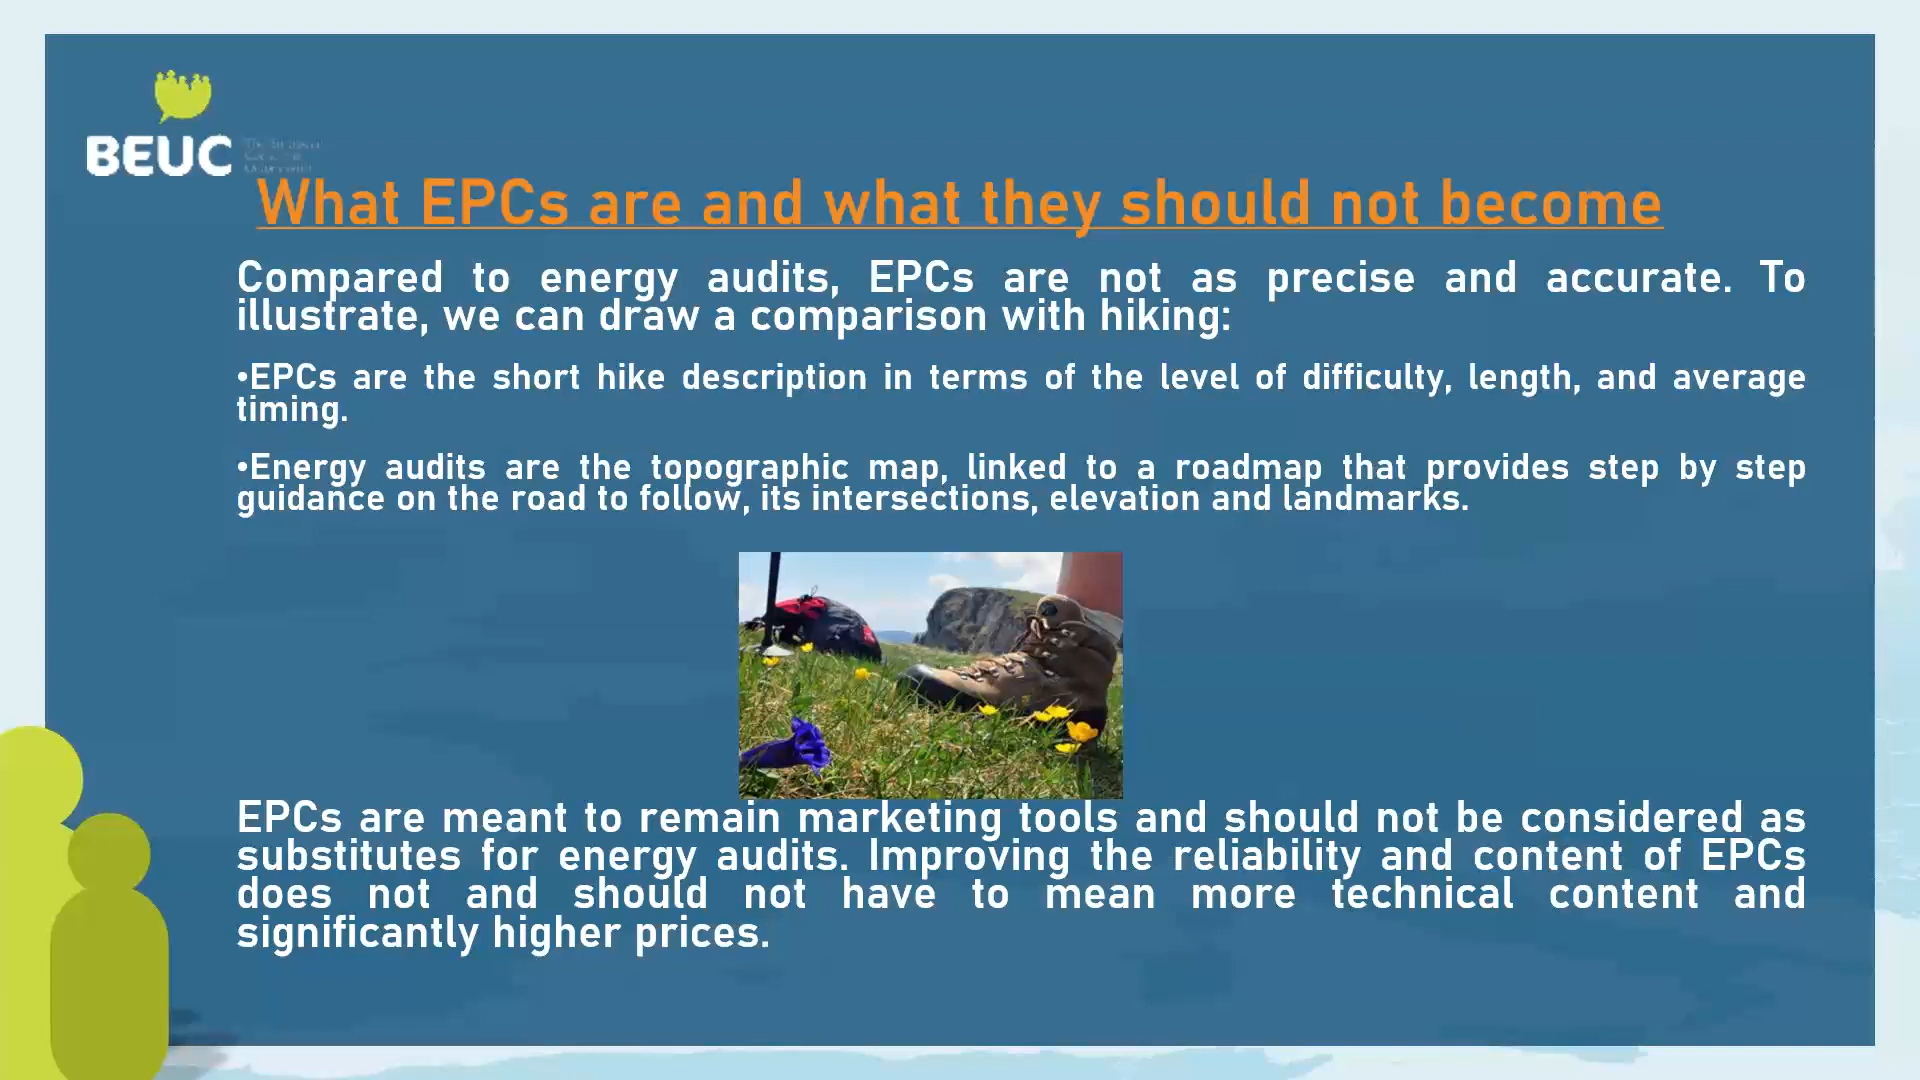 BEUC
What EPCs are and what they should not become
Compared to energy audits, EPCs are not as precise and accurate. To
illustrate, we can draw a comparison with hiking:
•EPCs are the short hike description in terms of the level of difficulty, length, and average
timing.
•Energy audits are the topographic map, linked to a roadmap that provides step by step
guidance on the road to follow, its intersections, elevation and landmarks.
EPCs are meant to remain marketing tools and should not be considered as
substitutes for energy audits. Improving the reliability and content of EPCs
does not and should not have to mean more technical content and
significantly higher prices.